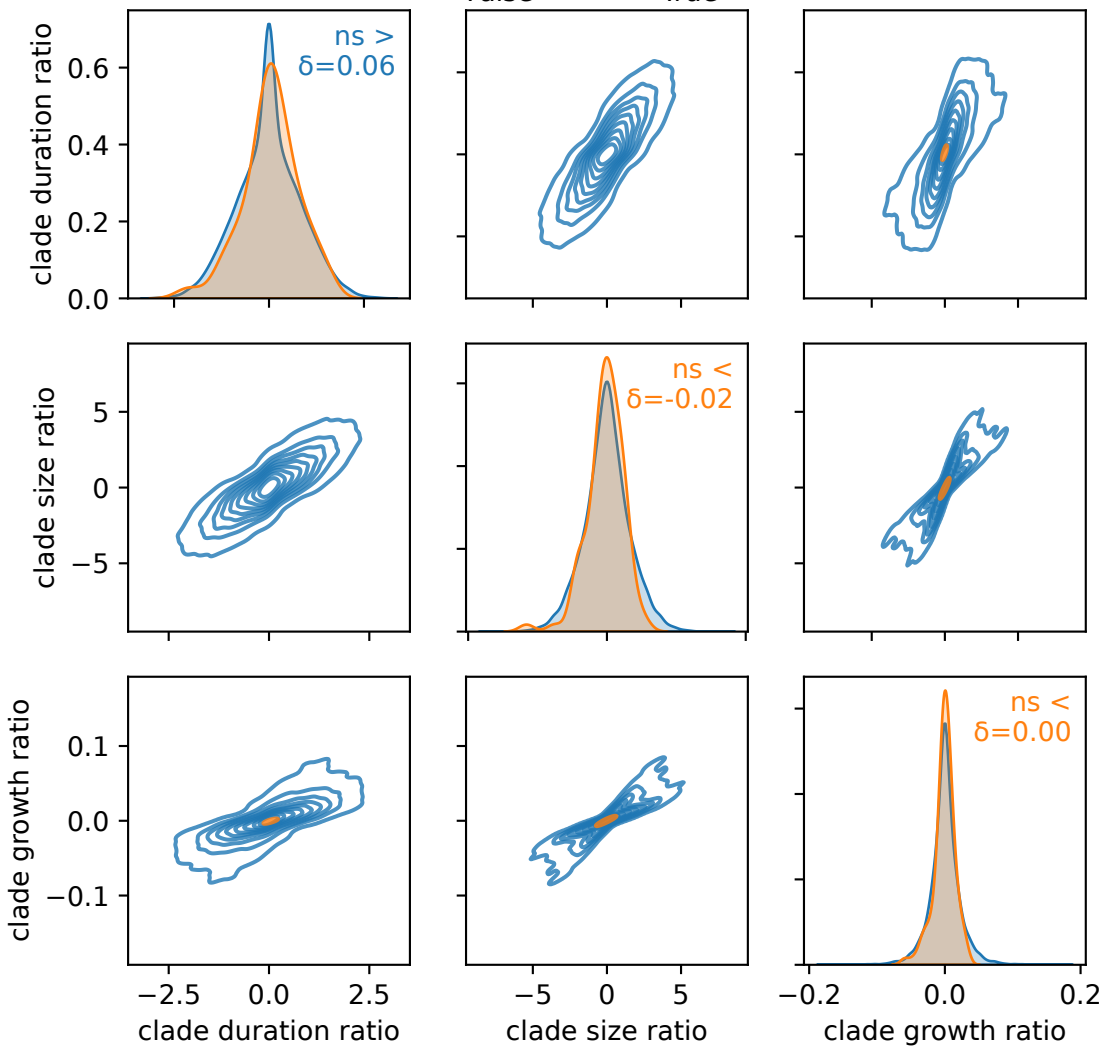 clade duration ratio
0.6
0.4
0.2
0.0
ns >
δ=0.06
clade size ratio
5
0
−5
ns <
δ=-0.02
clade growth ratio
0.1
0.0
−0.1
ns <
δ=0.00
−2.5 0.0 2.5
−5 0 5
−0.2 0.0 0.2
clade duration ratio
clade size ratio
clade growth ratio